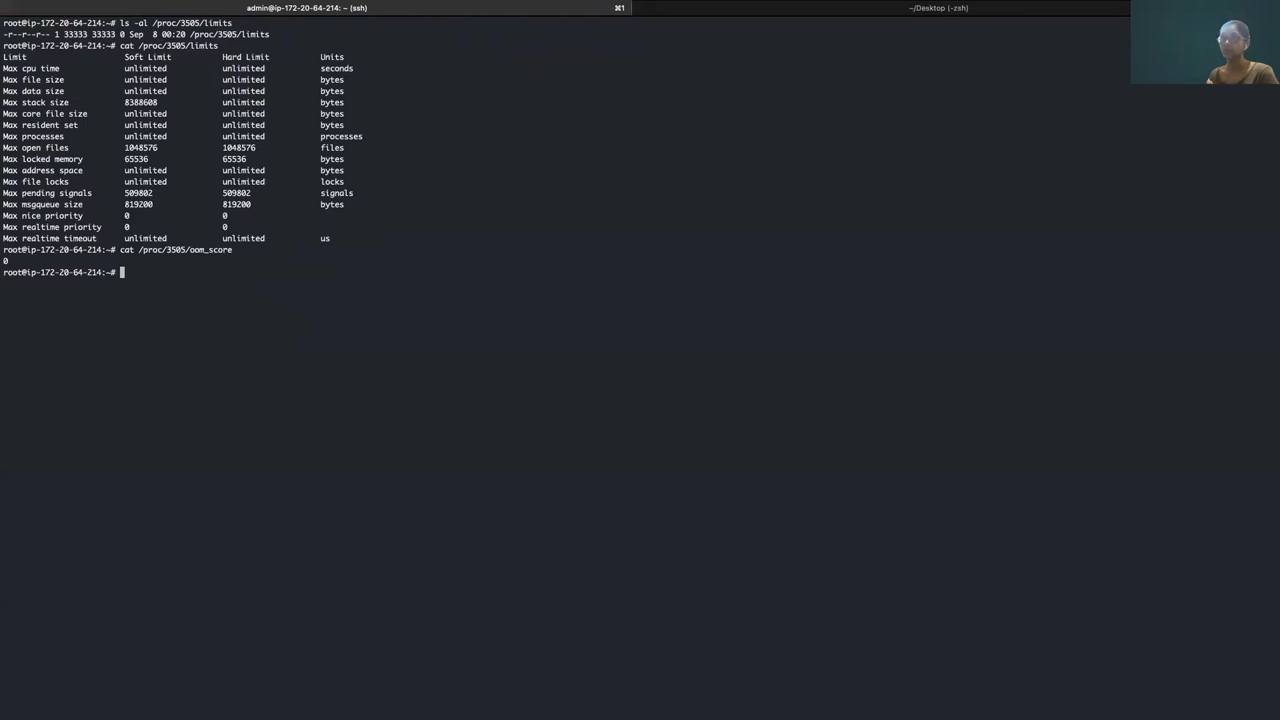 admin@ip-172-20-64-214: ~ (ssh)
⌘1
~/Desktop (-zsh)
root@ip-172-20-64-214:~# ls -al /proc/3505/limits
-r--r--r-- 1 33333 33333 0 Sep  8 00:20 /proc/3505/limits
root@ip-172-20-64-214:~# cat /proc/3505/limits
Limit                     Soft Limit           Hard Limit           Units
Max cpu time              unlimited            unlimited            seconds
Max file size             unlimited            unlimited            bytes
Max data size             unlimited            unlimited            bytes
Max stack size            8388608              unlimited            bytes
Max core file size        unlimited            unlimited            bytes
Max resident set          unlimited            unlimited            bytes
Max processes             unlimited            unlimited            processes
Max open files            1048576              1048576              files
Max locked memory         65536                65536                bytes
Max address space         unlimited            unlimited            bytes
Max file locks            unlimited            unlimited            locks
Max pending signals       509802               509802               signals
Max msgqueue size         819200               819200               bytes
Max nice priority         0                    0
Max realtime priority     0                    0
Max realtime timeout      unlimited            unlimited            us
root@ip-172-20-64-214:~# cat /proc/3505/oom_score
0
root@ip-172-20-64-214:~#